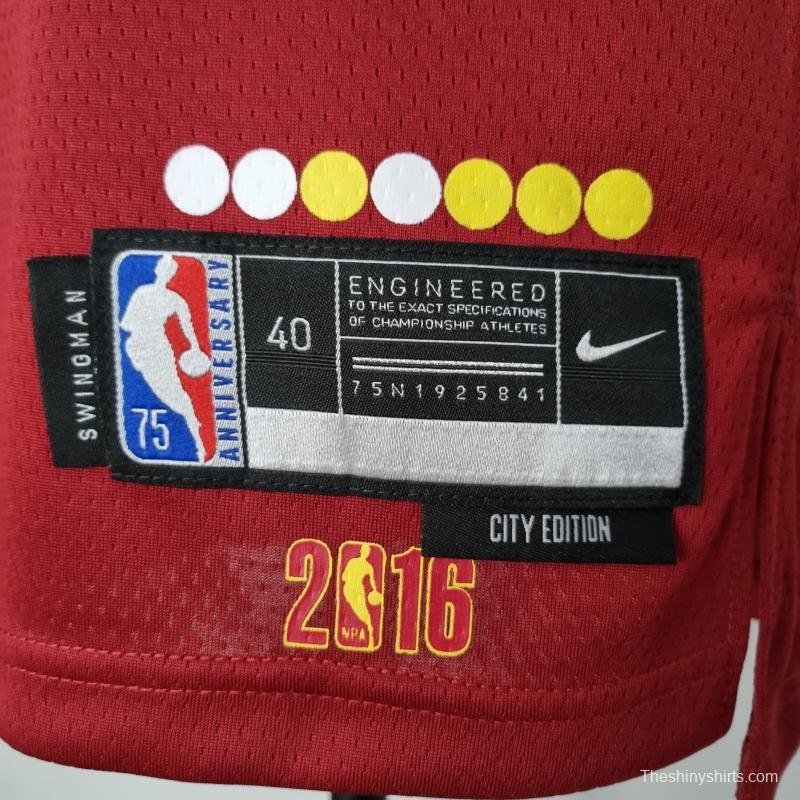 SWINGMAN
75
ANNIVERSARY
40
ENGINEERED
TO THE EXACT SPECIFICATIONS
OF CHAMPIONSHIP ATHLETES
75N1925841
CITY EDITION
2016
NBA
Theshinyshirts.com